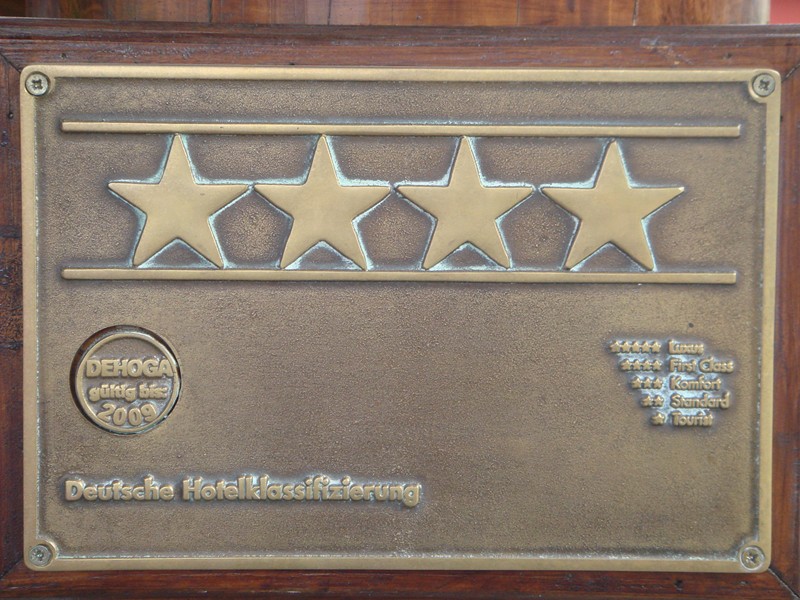 DEHOGA
gültig bis:
2009
★★★★★ Luxus
★★★★ First Class
★★★ Komfort
★★ Standard
★ Tourist
Deutsche Hotelklassifizierung